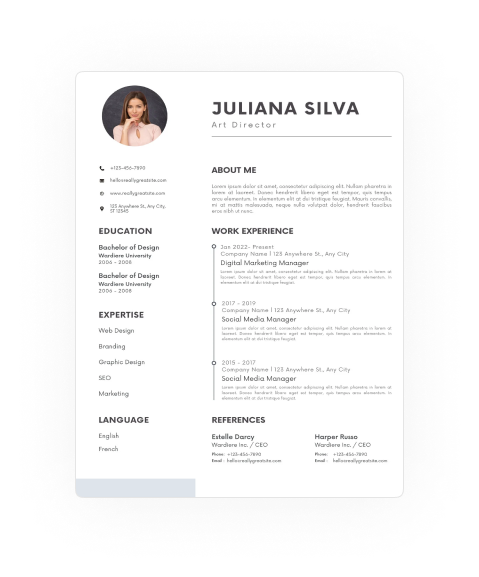 JULIANA SILVA
Art Director
+123-456-7890
hello@reallygreatsite.com
www.reallygreatsite.com
123 Anywhere St., Any City,
ST 12345
EDUCATION
Bachelor of Design
Wardiere University
2006 - 2008
Bachelor of Design
Wardiere University
2006 - 2008
EXPERTISE
Web Design
Branding
Graphic Design
SEO
Marketing
LANGUAGE
English
French
ABOUT ME
Lorem ipsum dolor sit amet, consectetur adipiscing elit. Nullam pharetra in
lorem at laoreet. Donec hendrerit libero eget est tempor, quis tempus
arcu elementum. In elementum elit at dui tristique feugiat. Mauris convallis,
mi at mattis malesuada, neque nulla volutpat dolor, hendrerit faucibus
eros nibh ut nunc.
WORK EXPERIENCE
Jan 2022- Present
Company Name | 123 Anywhere St., Any City
Digital Marketing Manager
Lorem ipsum dolor sit amet, consectetur adipiscing elit. Nullam pharetra in
lorem at laoreet. Donec hendrerit libero eget est tempor, quis tempus arcu
elementum. In elementum elit at dui tristique feugiat.
2017 - 2019
Company Name | 123 Anywhere St., Any City
Social Media Manager
Lorem ipsum dolor sit amet, consectetur adipiscing elit. Nullam pharetra in
lorem at laoreet. Donec hendrerit libero eget est tempor, quis tempus arcu
elementum. In elementum elit at dui tristique feugiat.
2015 - 2017
Company Name | 123 Anywhere St., Any City
Social Media Manager
Lorem ipsum dolor sit amet, consectetur adipiscing elit. Nullam pharetra in
lorem at laoreet. Donec hendrerit libero eget est tempor, quis tempus arcu
elementum. In elementum elit at dui tristique feugiat.
REFERENCES
Estelle Darcy
Wardiere Inc. / CEO
Phone: +123-456-7890
Email : hello@reallygreatsite.com
Harper Russo
Wardiere Inc. / CEO
Phone: +123-456-7890
Email : hello@reallygreatsite.com